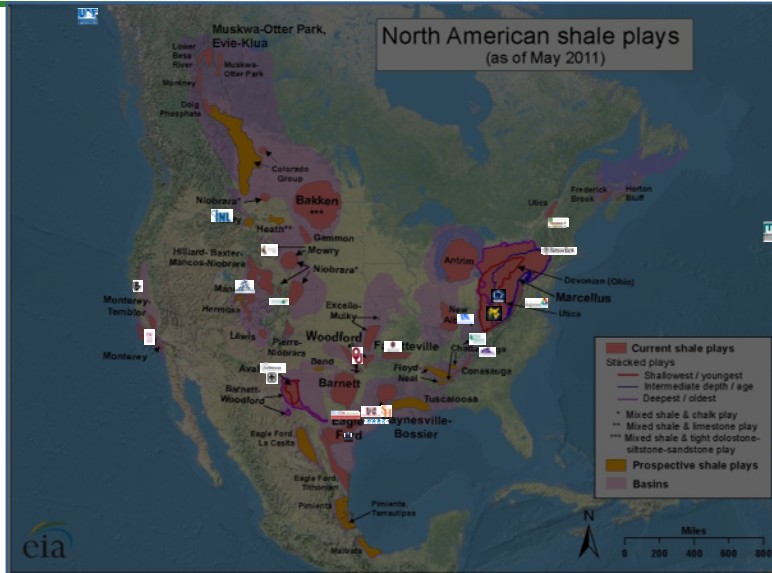 North American shale plays
(as of May 2011)
Muskwa-Otter Park,
Evie-Klua
Lower
Besa
River
Muskwa-
Otter Park
Montney
Doig
Phosphate
Colorado
Group
Niobrara*
Bakken
***
Heath**
Gammon
Mowry
Hilliard-Baxter-
Mancos-Niobrara
Niobrara*
Hermosa
Lewis
Pierre-
Niobrara
Monterey-
Temblor
Monterey
Excello-
Mulky
Woodford
Bend
Barnett
Barnett-
Woodford
Eagle Ford,
La Casita
Eagle
Ford
Eagle Ford,
Tithonian
Pimienta
Pimienta,
Tamaulipas
Maltrata
Floyd-
Neal
Conasauga
Tuscaloosa
Bossier
Antrim
New
Utica
Frederick
Brook
Horton
Bluff
Devonian (Ohio)
Marcellus
Utica
Current shale plays
Stacked plays
Shallowest / youngest
Intermediate depth / age
Deepest / oldest
* Mixed shale & chalk play
** Mixed shale & limestone play
*** Mixed shale & tight dolostone-
siltstone-sandstone play
Prospective shale plays
Basins
N
Miles
0 200 400 600 800
eia
INL